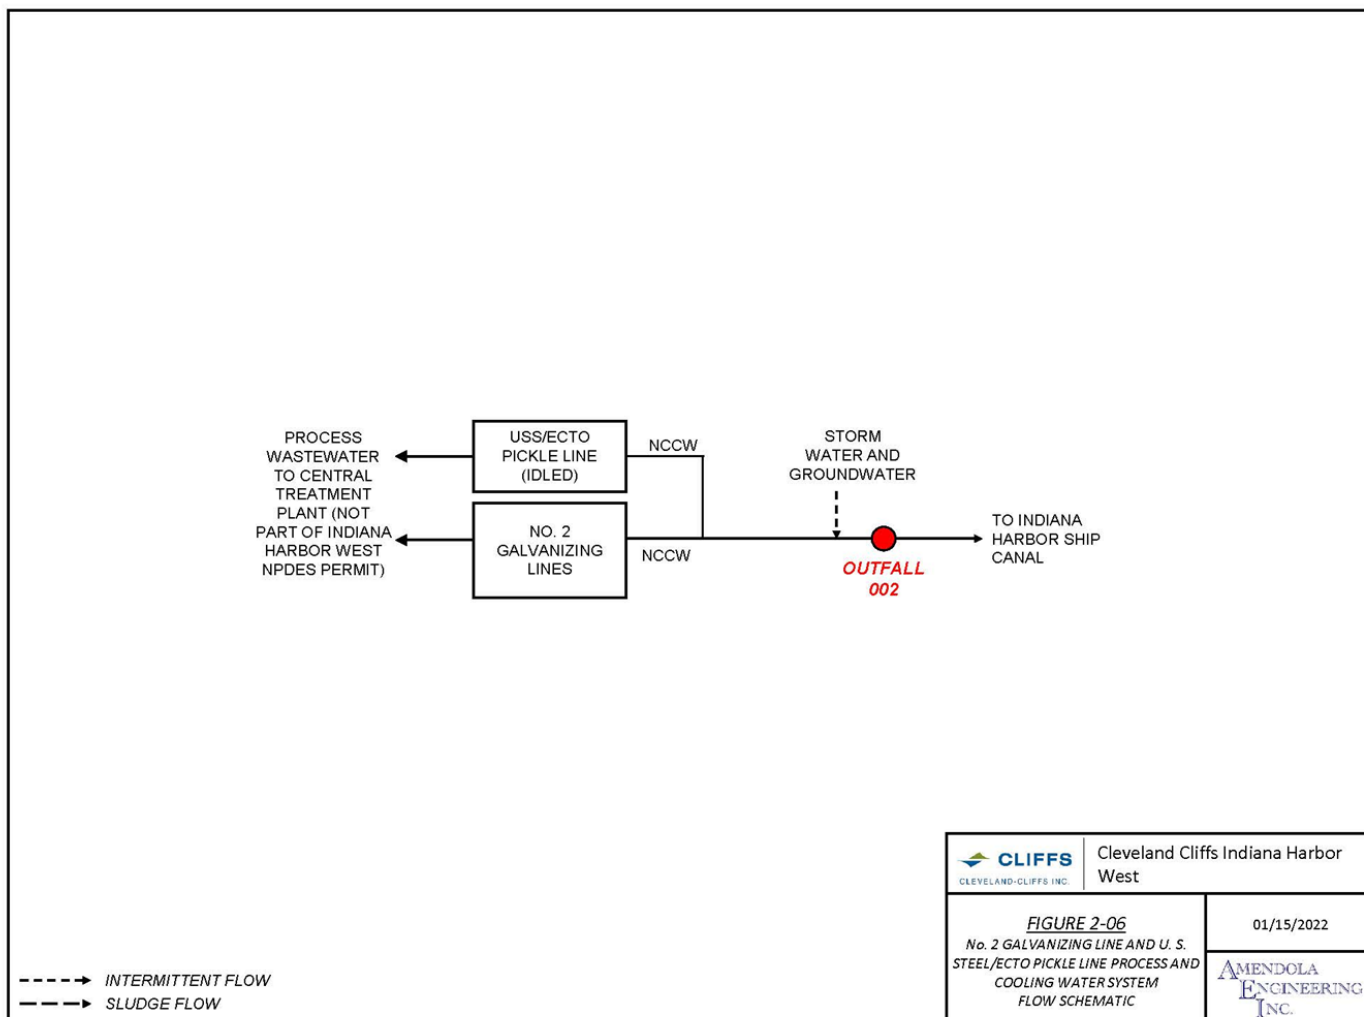 PROCESS
WASTEWATER
TO CENTRAL
TREATMENT
PLANT (NOT
PART OF INDIANA
HARBOR WEST
NPDES PERMIT)
USS/ECTO
PICKLE LINE
(IDLED)
NCCW
NO. 2
GALVANIZING
LINES
NCCW
STORM
WATER AND
GROUNDWATER
OUTFALL
002
TO INDIANA
HARBOR SHIP
CANAL
INTERMITTENT FLOW
SLUDGE FLOW
CLIFFS
CLEVELAND-CLIFFS INC.
Cleveland Cliffs Indiana Harbor
West
FIGURE 2-06
No. 2 GALVANIZING LINE AND U. S.
STEEL/ECTO PICKLE LINE PROCESS AND
COOLING WATER SYSTEM
FLOW SCHEMATIC
01/15/2022
AMENDOLA
ENGINEERING
INC.